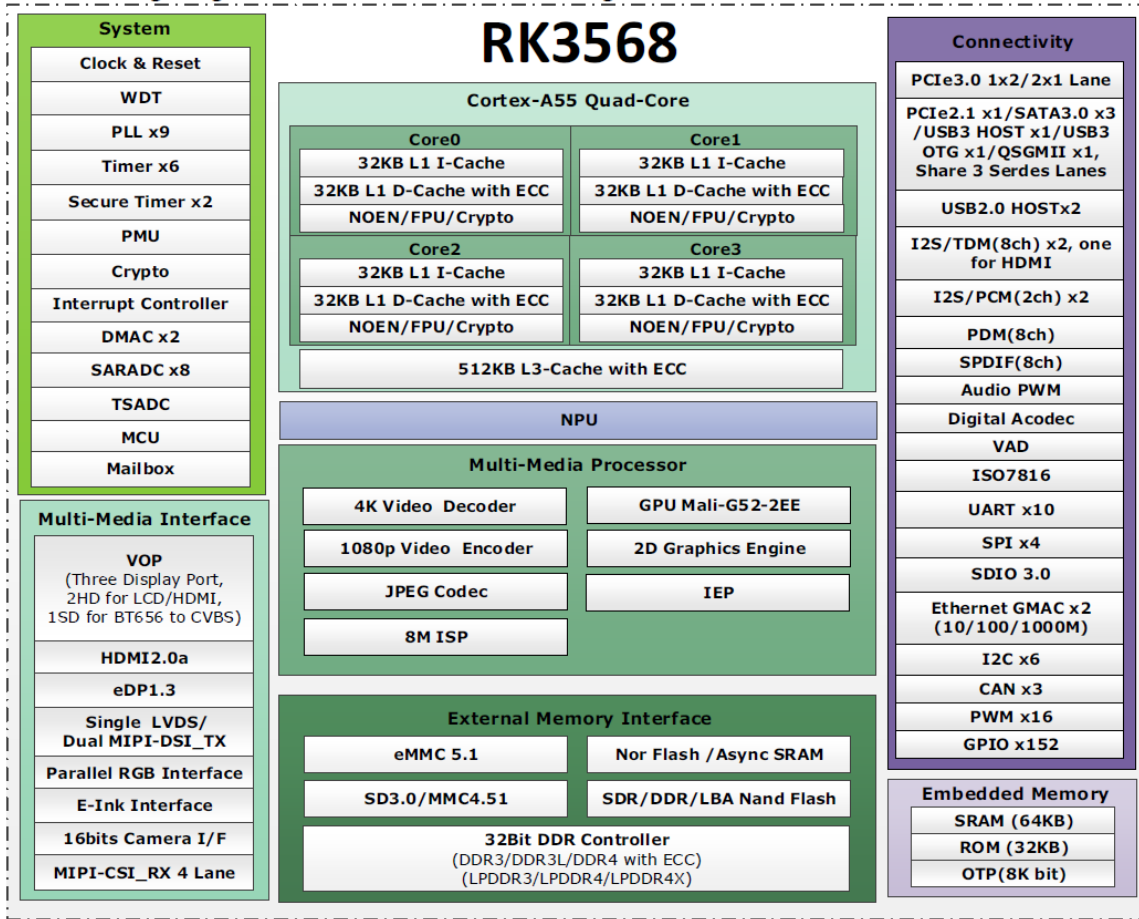 RK3568
System
Clock & Reset
WDT
PLL x9
Timer x6
Secure Timer x2
PMU
Crypto
Interrupt Controller
DMAC x2
SARADC x8
TSADC
MCU
Mailbox
Multi-Media Interface
VOP
(Three Display Port,
2HD for LCD/HDMI,
1SD for BT656 to CVBS)
HDMI2.0a
eDP1.3
Single LVDS/
Dual MIPI-DSI_TX
Parallel RGB Interface
E-Ink Interface
16bits Camera I/F
MIPI-CSI_RX 4 Lane
Cortex-A55 Quad-Core
Core0
32KB L1 I-Cache
32KB L1 D-Cache with ECC
NOEN/FPU/Crypto
Core1
32KB L1 I-Cache
32KB L1 D-Cache with ECC
NOEN/FPU/Crypto
Core2
32KB L1 I-Cache
32KB L1 D-Cache with ECC
NOEN/FPU/Crypto
Core3
32KB L1 I-Cache
32KB L1 D-Cache with ECC
NOEN/FPU/Crypto
512KB L3-Cache with ECC
NPU
Multi-Media Processor
4K Video Decoder
1080p Video Encoder
JPEG Codec
8M ISP
GPU Mali-G52-2EE
2D Graphics Engine
IEP
External Memory Interface
eMMC 5.1
Nor Flash /Async SRAM
SD3.0/MMC4.51
SDR/DDR/LBA Nand Flash
32Bit DDR Controller
(DDR3/DDR3L/DDR4 with ECC)
(LPDDR3/LPDDR4/LPDDR4X)
Connectivity
PCIe3.0 1x2/2x1 Lane
PCIe2.1 x1/SATA3.0 x3
/USB3 HOST x1/USB3
OTG x1/QSGMII x1,
Share 3 Serdes Lanes
USB2.0 HOSTx2
I2S/TDM(8ch) x2, one
for HDMI
I2S/PCM(2ch) x2
PDM(8ch)
SPDIF(8ch)
Audio PWM
Digital Acodec
VAD
ISO7816
UART x10
SPI x4
SDIO 3.0
Ethernet GMAC x2
(10/100/1000M)
I2C x6
CAN x3
PWM x16
GPIO x152
Embedded Memory
SRAM (64KB)
ROM (32KB)
OTP(8K bit)